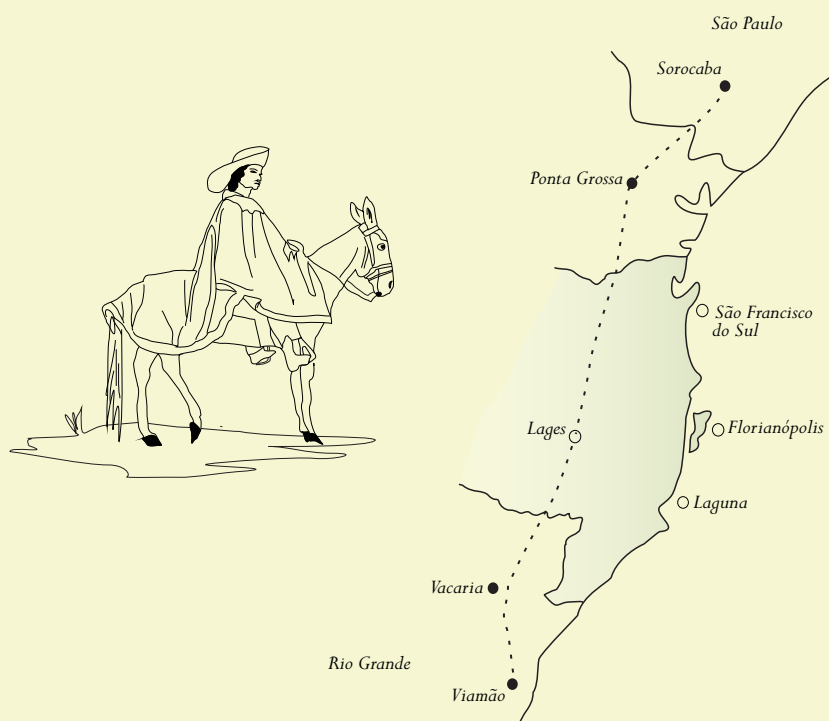 São Paulo
Sorocaba
Ponta Grossa
São Francisco
do Sul
Lages
Florianópolis
Laguna
Vacaria
Rio Grande
Viamão